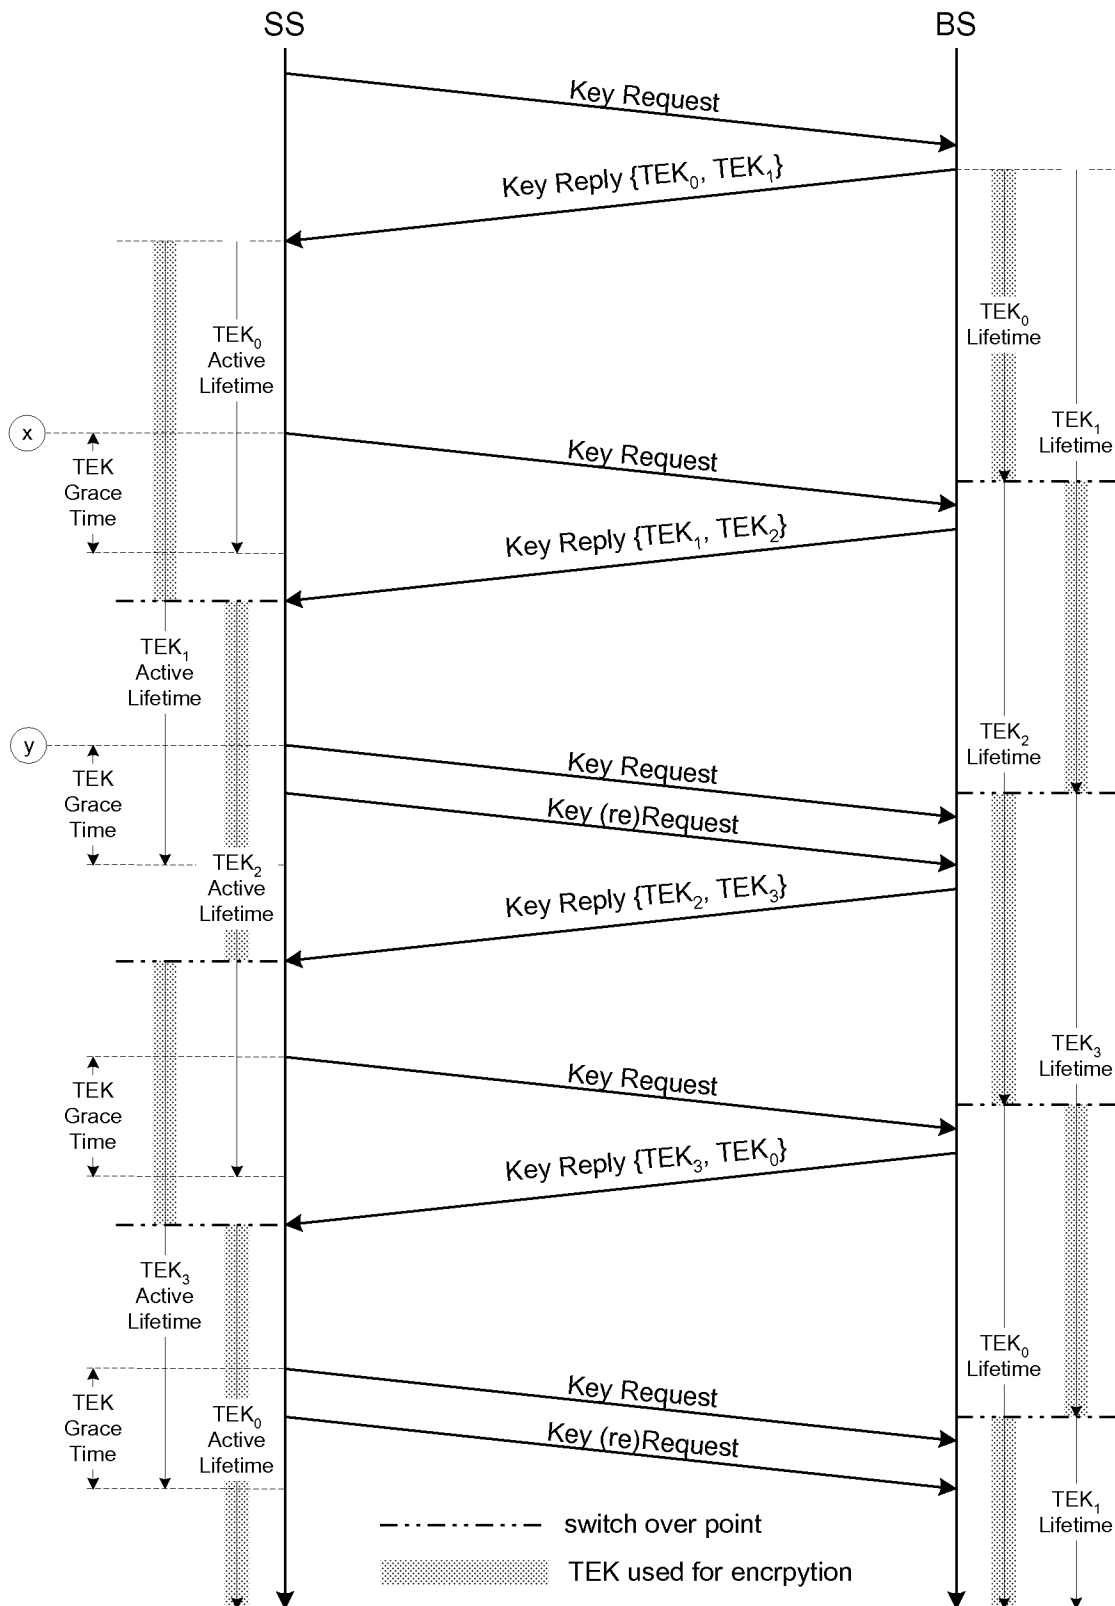 SS
BS
Key Request
Key Reply {TEK₀, TEK₁}
TEK₀
Lifetime
TEK₀
Active
Lifetime
TEK₁
Lifetime
x
Key Request
TEK
Grace
Time
Key Reply {TEK₁, TEK₂}
TEK₁
Active
Lifetime
TEK₂
Lifetime
y
Key Request
TEK
Grace
Time
Key (re)Request
TEK₂
Active
Lifetime
Key Reply {TEK₂, TEK₃}
TEK₃
Lifetime
Key Request
TEK
Grace
Time
Key Reply {TEK₃, TEK₀}
TEK₃
Active
Lifetime
TEK₀
Lifetime
Key Request
TEK
Grace
Time
Key (re)Request
TEK₀
Active
Lifetime
TEK₁
Lifetime
switch over point
TEK used for encrpytion